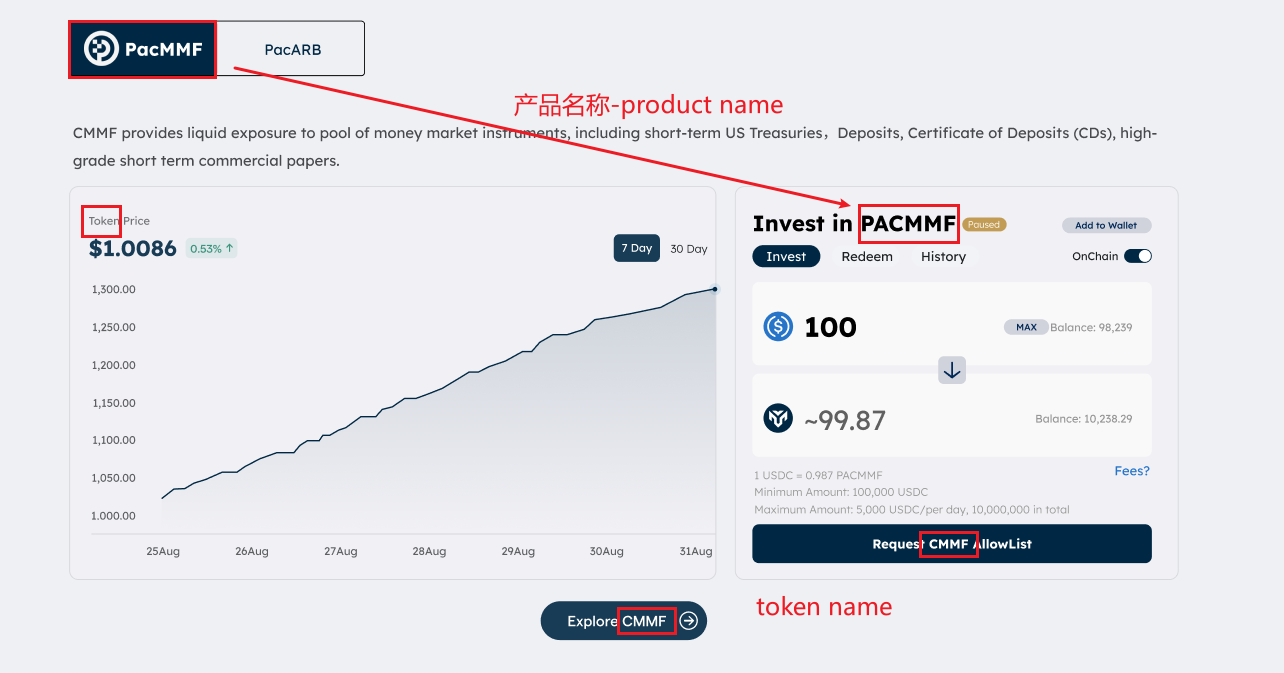 PacMMF
PacARB
产品名称-product name
CMMF provides liquid exposure to pool of money market instruments, including short-term US Treasuries，Deposits, Certificate of Deposits (CDs), high-
grade short term commercial papers.
Token Price
$1.0086 0.53% ↑
7 Day 30 Day
1,300.00
1,250.00
1,200.00
1,150.00
1,100.00
1,050.00
1.000.00
25Aug 26Aug 27Aug 28Aug 29Aug 30Aug 31Aug
Invest in PACMMF Paused Add to Wallet
Invest Redeem History OnChain
100 MAX Balance: 98,239
~99.87 Balance: 10,238.29
1 USDC = 0.987 PACMMF Fees?
Minimum Amount: 100,000 USDC
Maximum Amount: 5,000 USDC/per day, 10,000,000 in total
Request CMMF AllowList
token name
Explore CMMF